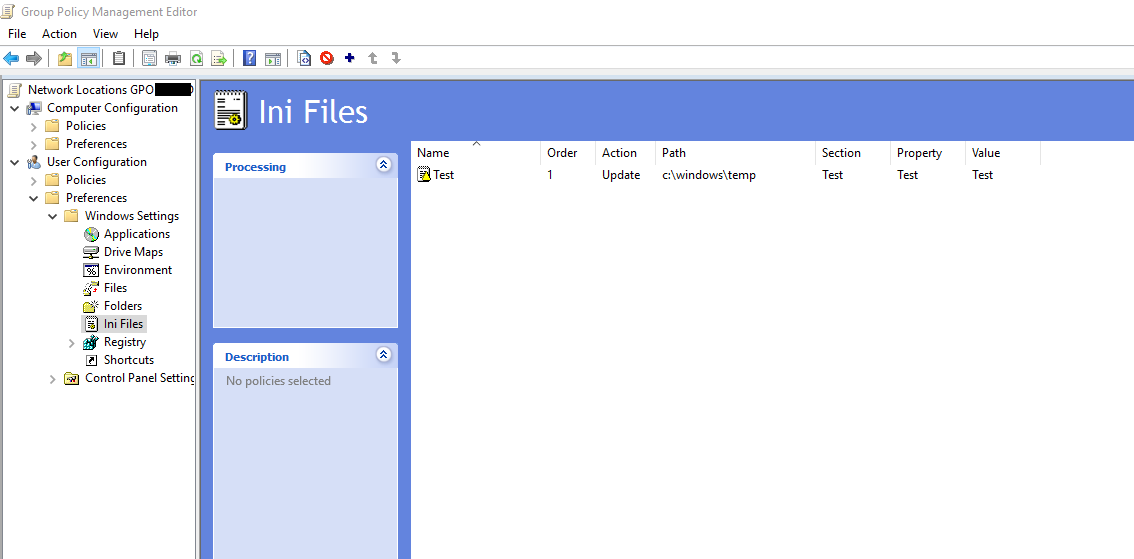 Group Policy Management Editor
File Action View Help
Network Locations GPO
Computer Configuration
Policies
Preferences
User Configuration
Policies
Preferences
Windows Settings
Applications
Drive Maps
Environment
Files
Folders
Ini Files
Registry
Shortcuts
Control Panel Setting
Ini Files
Processing
Description
No policies selected
Name Order Action Path Section Property Value
Test 1 Update c:\windows\temp Test Test Test